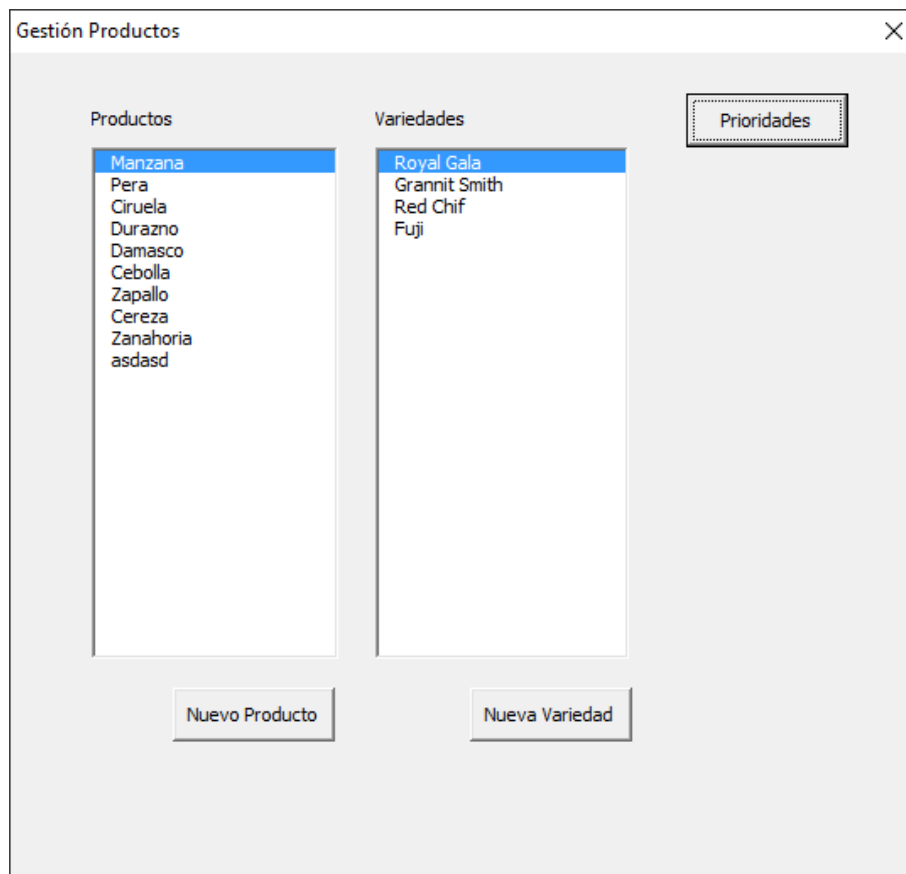 Gestión Productos
Productos
Variedades
Prioridades
Manzana
Pera
Ciruela
Durazno
Damasco
Cebolla
Zapallo
Cereza
Zanahoria
asdasd
Royal Gala
Grannit Smith
Red Chif
Fuji
Nuevo Producto
Nueva Variedad